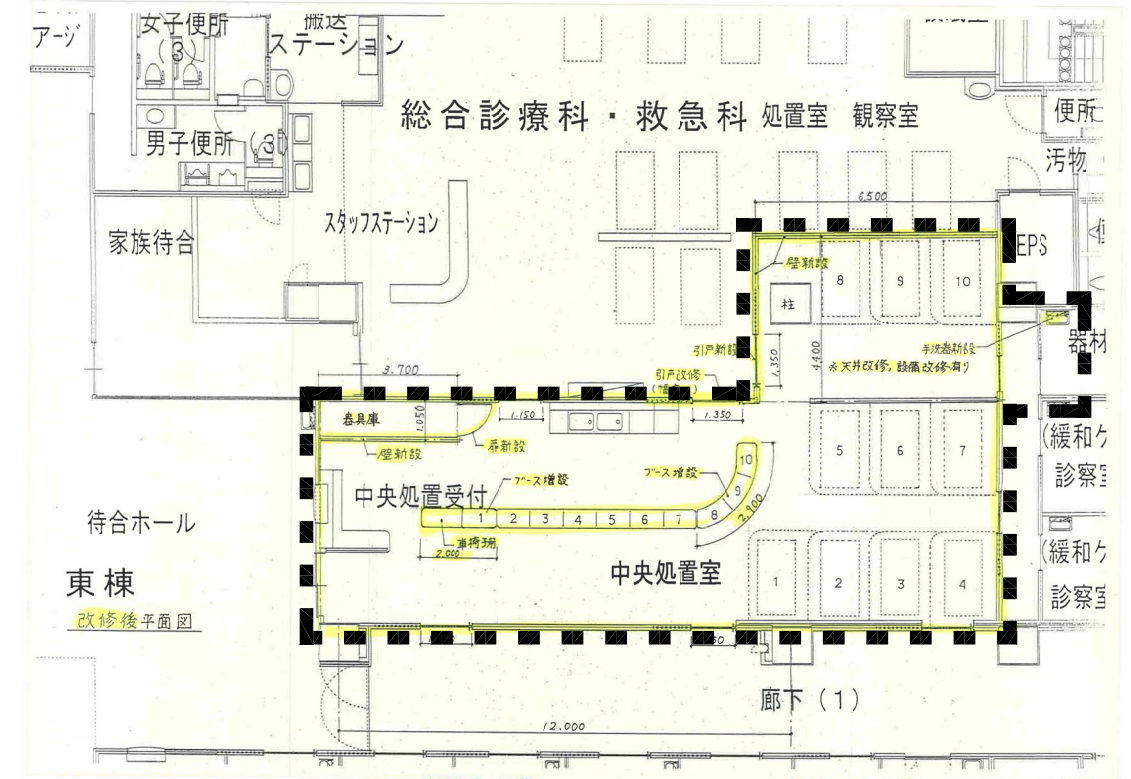 アージ
女子便所
(3)
搬送
ステーション
男子便所 (3)
総合診療科・救急科 処置室 観察室
便所
汚物
家族待合
スタッフステーション
6,500
EPS
壁新設
8
9
10
柱
手洗器新設
器材
引戸新設
1,350
4,400
※天井改修,設備改修有り
引戸改修
3.700
器具庫
1,050
1.150
1.350
扉新設
壁新設
(緩和ケ
診察室
5
6
7
中央処置受付
ブース増設
ブース増設
1 2 3 4 5 6 7 8 9 10
2,900
車椅子用
2.000
待合ホール
東棟
改修後平面図
中央処置室
1
2
3
4
(緩和ケ
診察室
廊下(1)
12.000